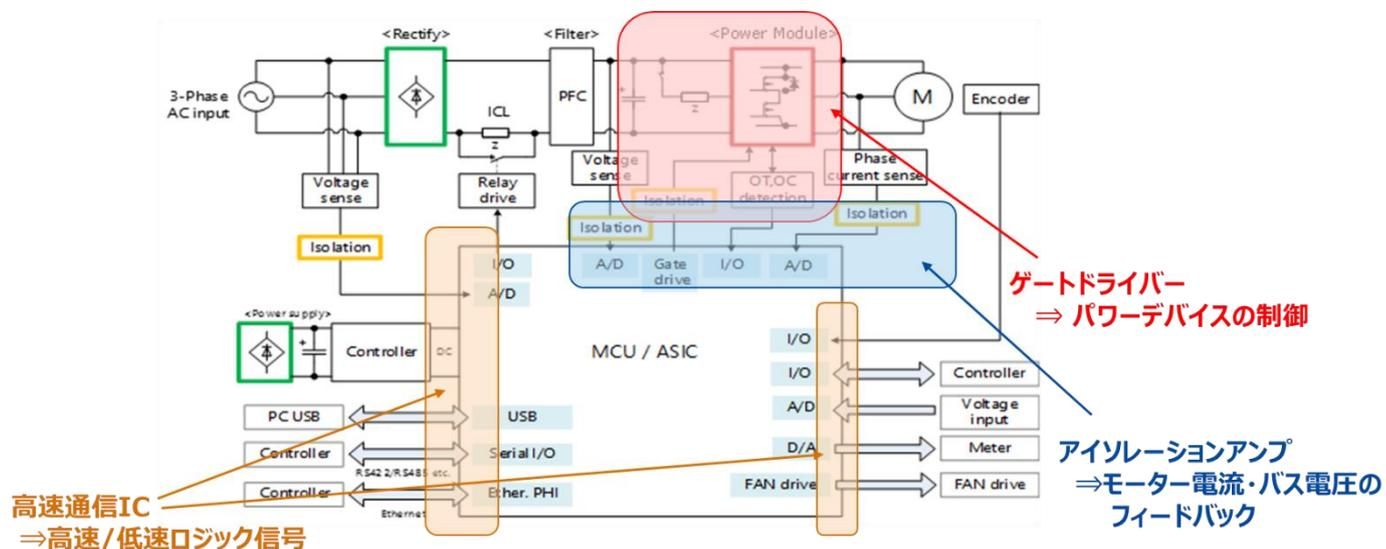 <Rectify>
<Filter>
<Power Module>
3-Phase
AC input
ICL
z
PFC
+
z
M
Encoder
Voltage
sense
Relay
drive
Voltage
sense
Isolation
OT,OC
detection
Phase
current sense
Isolation
Isolation
Isolation
I/O
A/D
A/D
Gate
drive
I/O
A/D
<Power supply>
+
Controller
DC
MCU / ASIC
I/O
I/O
Controller
A/D
Voltage
input
D/A
Meter
FAN drive
FAN drive
PC USB
USB
Controller
Serial I/O
RS422/RS485 etc.
Controller
Ether. PHI
Ethernet
ゲートドライバー
⇒ パワーデバイスの制御
アイソレーションアンプ
⇒モーター電流・バス電圧の
フィードバック
高速通信IC
⇒高速/低速ロジック信号